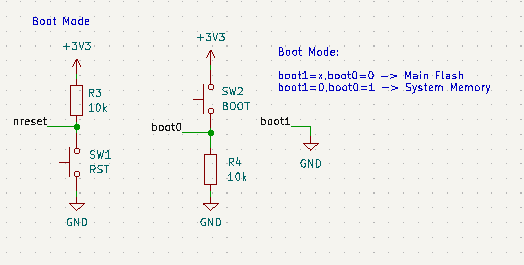 Boot Mode
+3V3
R3
10k
nreset
SW1
RST
GND
+3V3
SW2
BOOT
boot0
R4
10k
GND
boot1
GND
Boot Mode:
boot1=x,boot0=0 -> Main Flash
boot1=0,boot0=1 -> System Memory